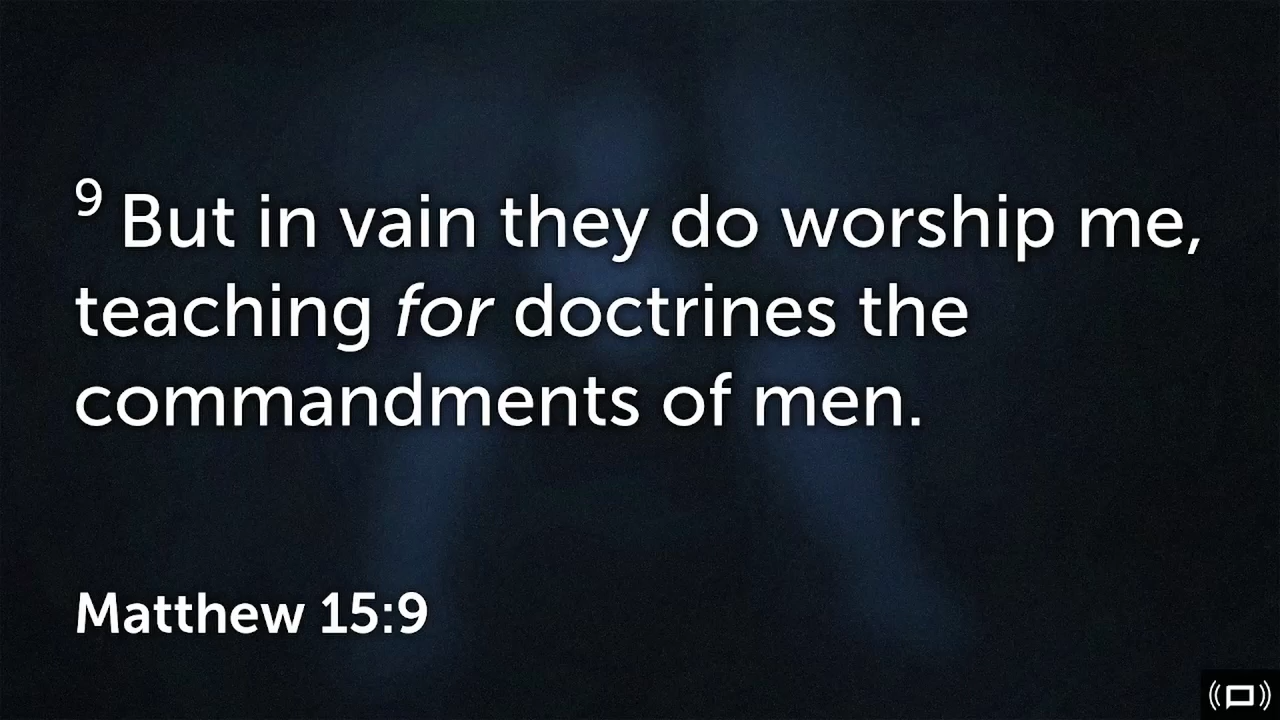 9 But in vain they do worship me,
teaching for doctrines the
commandments of men.
Matthew 15:9